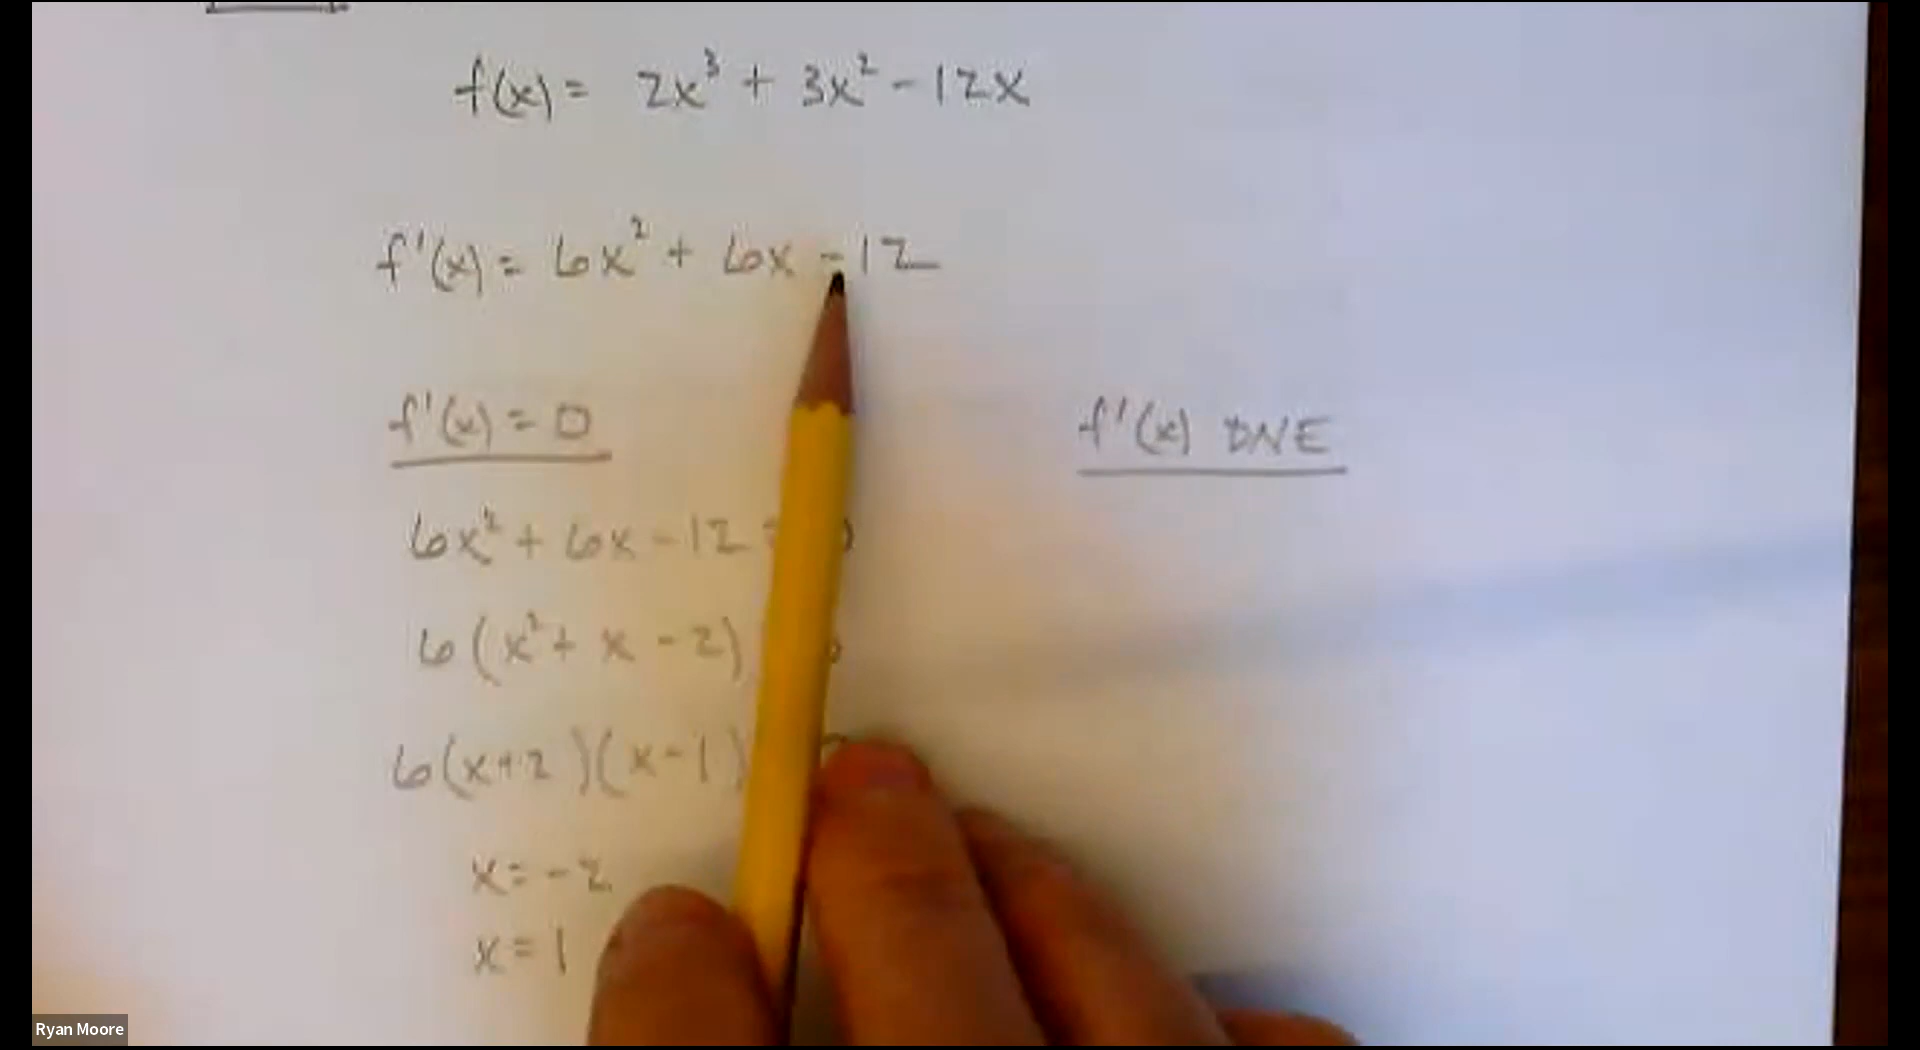 f(x) = 2x³ + 3x² - 12x
f'(x) = 6x² + 6x - 12
f'(x) = 0
f'(x) DNE
6x² + 6x - 12 = 0
6(x² + x - 2)
6(x+2)(x-1)
x = -2
x = 1
Ryan Moore